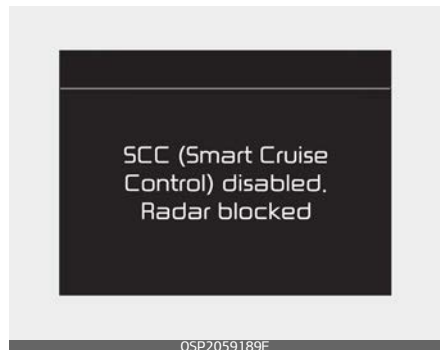 SCC (Smart Cruise
Control) disabled.
Radar blocked
OSP2059189E